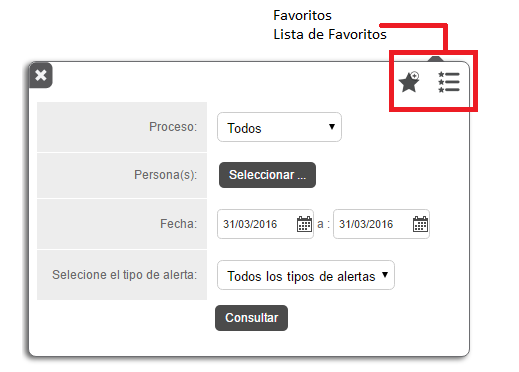 Favoritos
Lista de Favoritos
Proceso: Todos
Persona(s): Seleccionar ...
Fecha: 31/03/2016 a : 31/03/2016
Selecione el tipo de alerta: Todos los tipos de alertas
Consultar